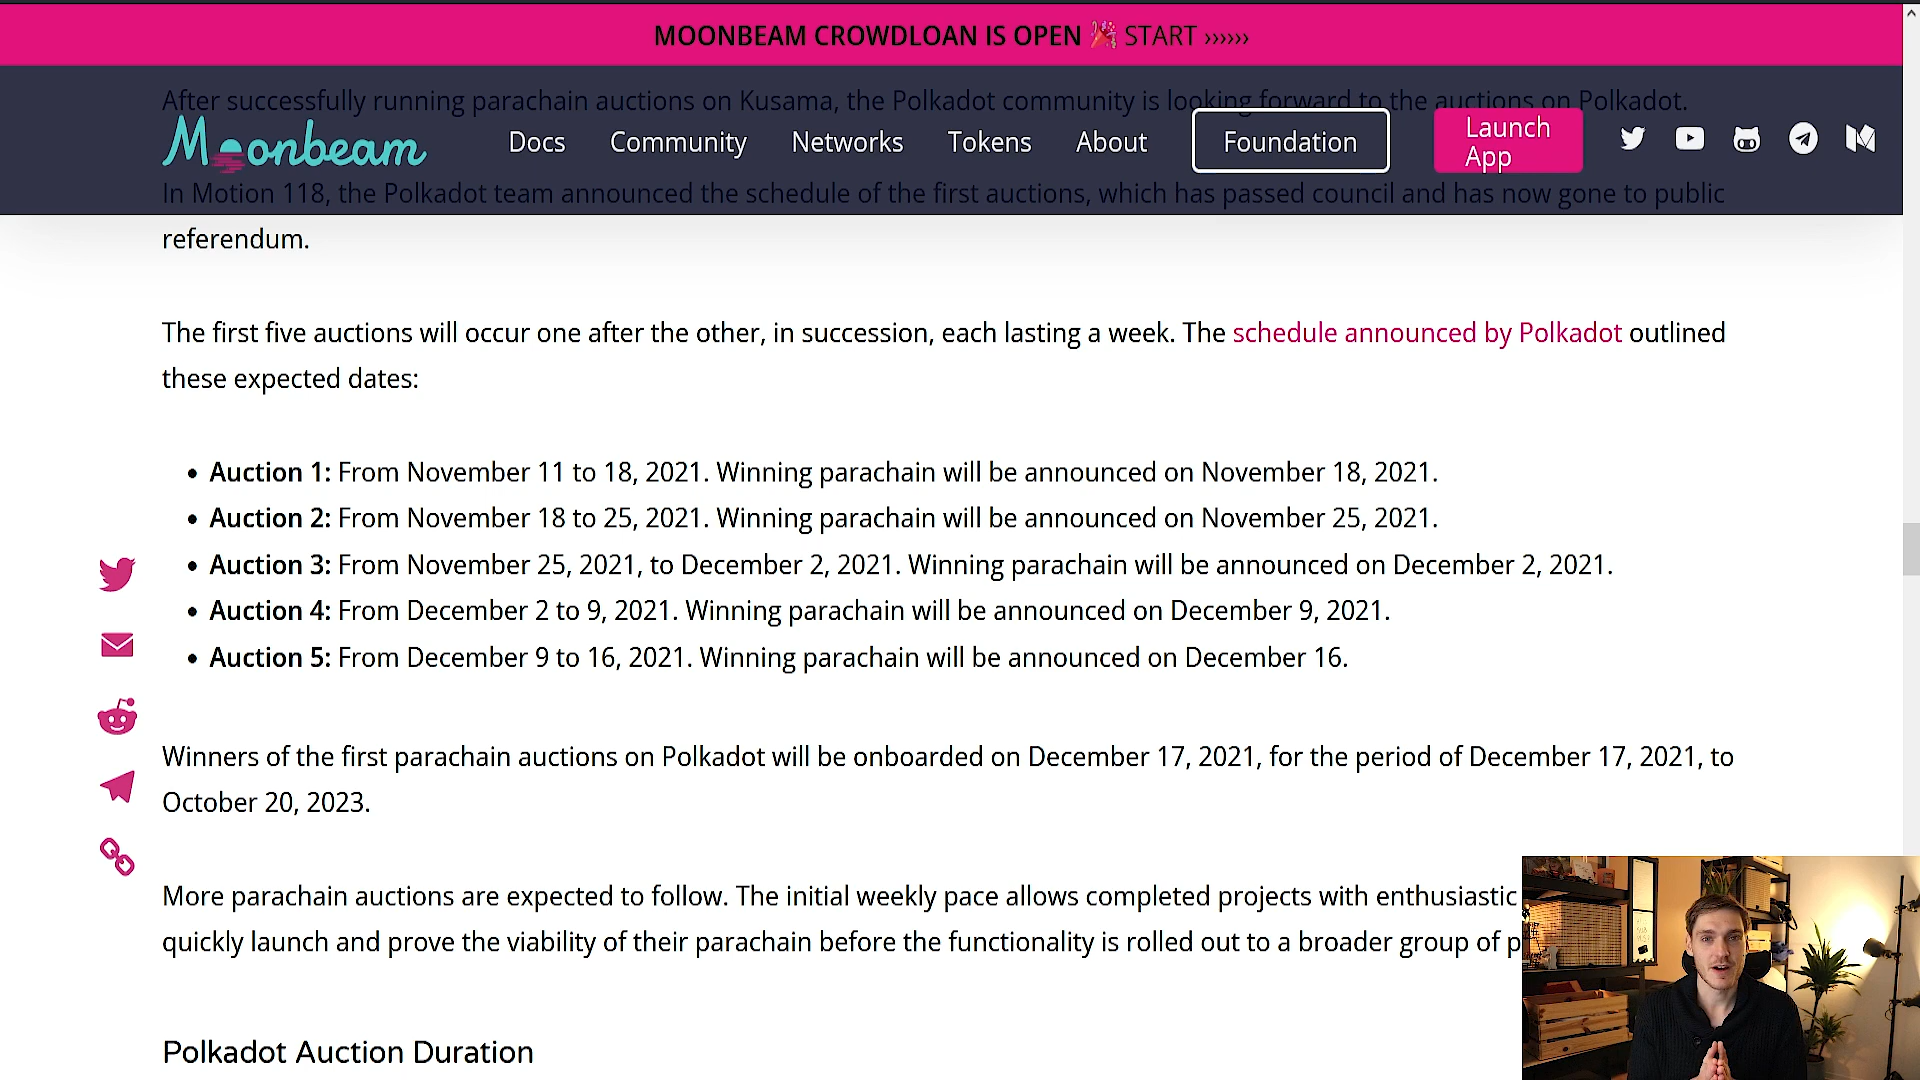 MOONBEAM CROWDLOAN IS OPEN 🎉 START ››››››
After successfully running parachain auctions on Kusama, the Polkadot community is looking forward to the auctions on Polkadot.
Moonbeam Docs Community Networks Tokens About Foundation Launch App
In Motion 118, the Polkadot team announced the schedule of the first auctions, which has passed council and has now gone to public
referendum.
The first five auctions will occur one after the other, in succession, each lasting a week. The schedule announced by Polkadot outlined
these expected dates:
• Auction 1: From November 11 to 18, 2021. Winning parachain will be announced on November 18, 2021.
• Auction 2: From November 18 to 25, 2021. Winning parachain will be announced on November 25, 2021.
• Auction 3: From November 25, 2021, to December 2, 2021. Winning parachain will be announced on December 2, 2021.
• Auction 4: From December 2 to 9, 2021. Winning parachain will be announced on December 9, 2021.
• Auction 5: From December 9 to 16, 2021. Winning parachain will be announced on December 16.
Winners of the first parachain auctions on Polkadot will be onboarded on December 17, 2021, for the period of December 17, 2021, to
October 20, 2023.
More parachain auctions are expected to follow. The initial weekly pace allows completed projects with enthusiastic
quickly launch and prove the viability of their parachain before the functionality is rolled out to a broader group of p
Polkadot Auction Duration